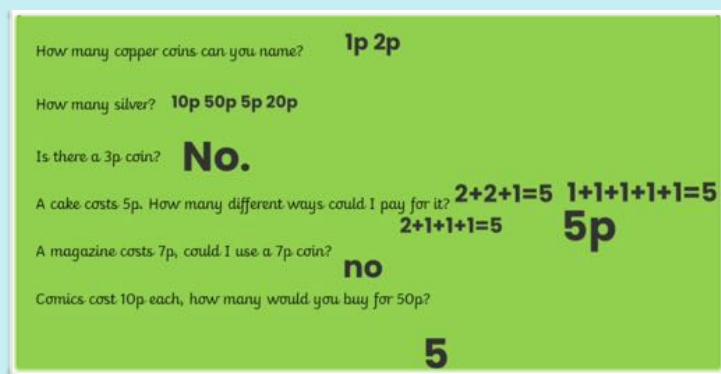 How many copper coins can you name? 1p 2p
How many silver? 10p 50p 5p 20p
Is there a 3p coin? No.
A cake costs 5p. How many different ways could I pay for it? 2+2+1=5 1+1+1+1+1=5
2+1+1+1=5 5p
A magazine costs 7p, could I use a 7p coin?
no
Comics cost 10p each, how many would you buy for 50p?
5